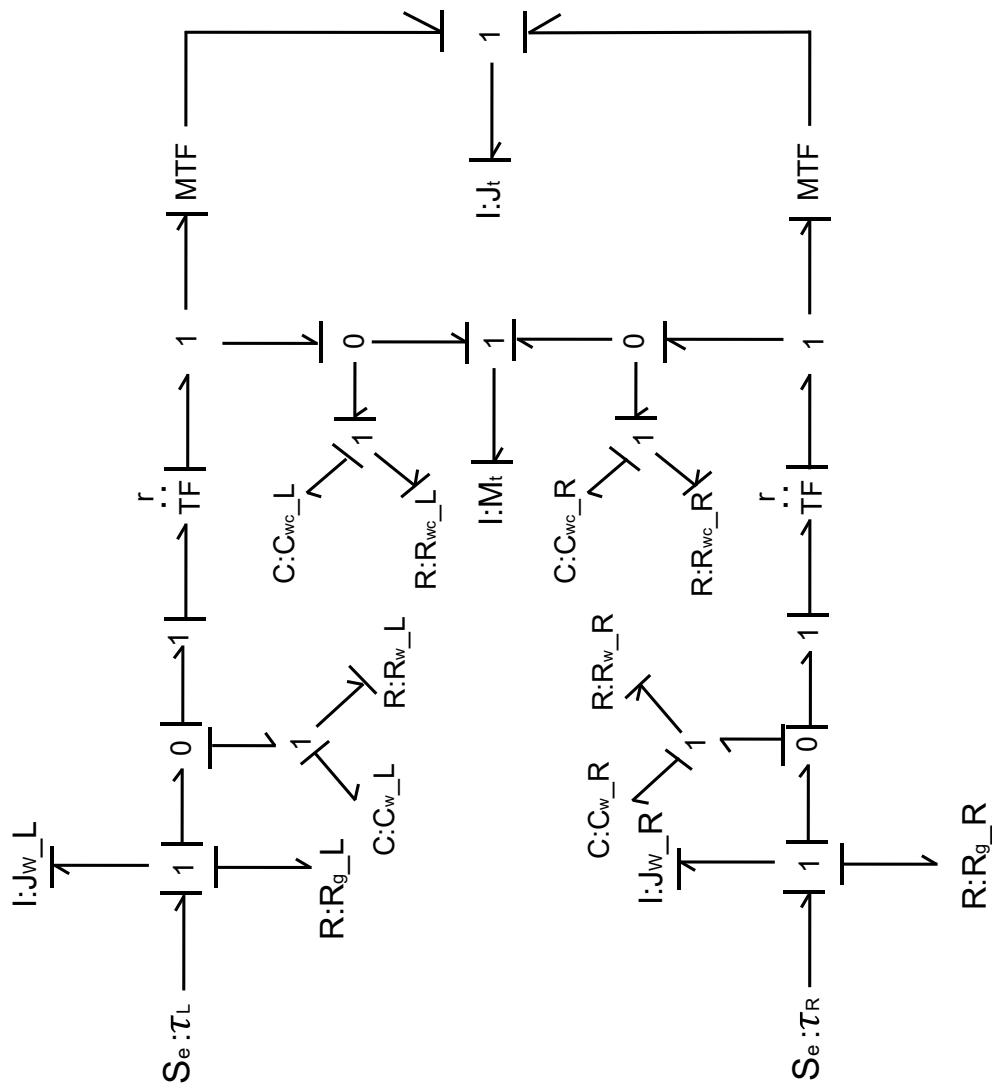 I:JW_L
r
:
Se:τL 1 0 1 TF 1 MTF
C:Cwc_L
1
R:Rg_L
0
1
C:Cw_L R:Rw_L
R:Rwc_L
I:Mt 1 I:Jt 1
C:Cwc_R
C:Cw_R R:Rw_R
1 0
I:JW_R
1
R:Rwc_R
r
:
Se:τR 1 0 1 TF 1 MTF
R:Rg_R